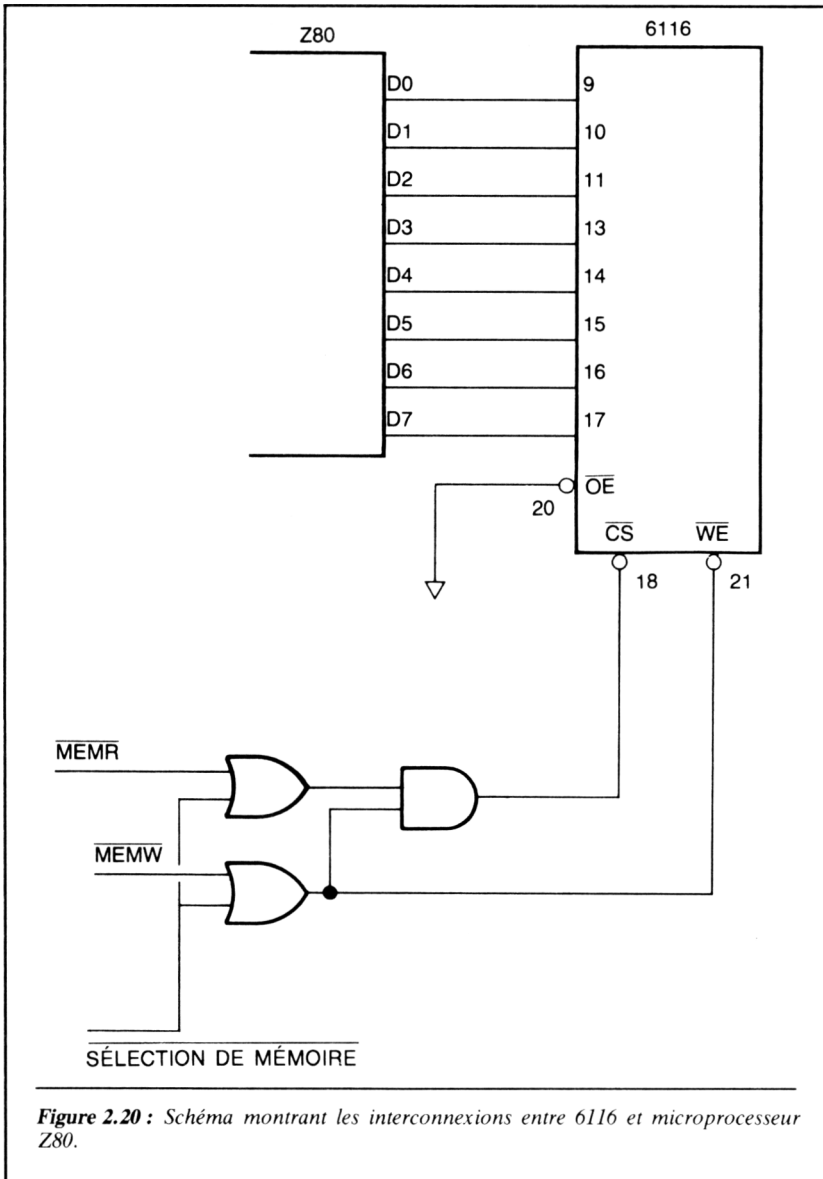 Z80
6116
D0
9
D1
10
D2
11
D3
13
D4
14
D5
15
D6
16
D7
17
20
OE
CS
WE
18
21
MEMR
MEMW
SÉLECTION DE MÉMOIRE
Figure 2.20 : Schéma montrant les interconnexions entre 6116 et microprocesseur
Z80.